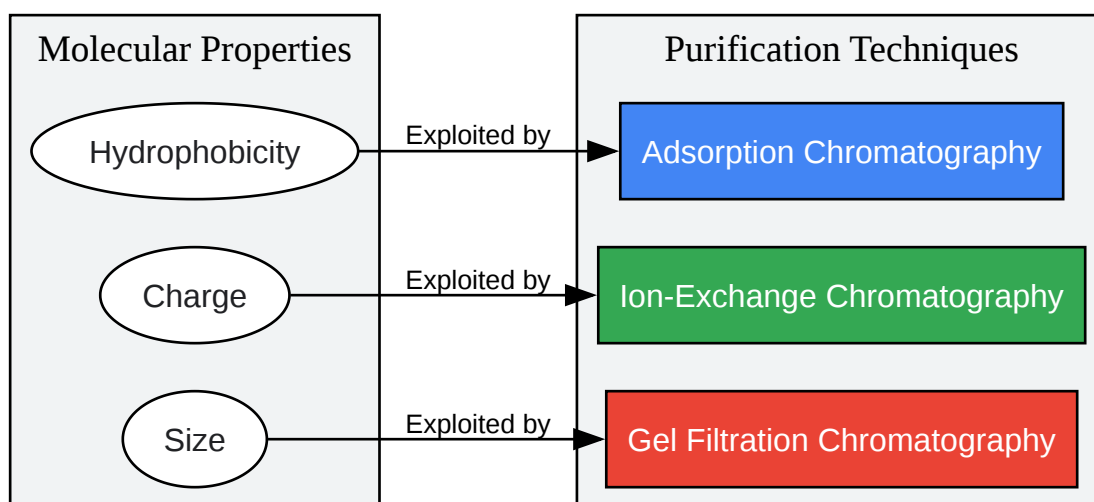 Molecular Properties
Purification Techniques
Hydrophobicity
Exploited by
Adsorption Chromatography
Charge
Exploited by
Ion-Exchange Chromatography
Size
Exploited by
Gel Filtration Chromatography